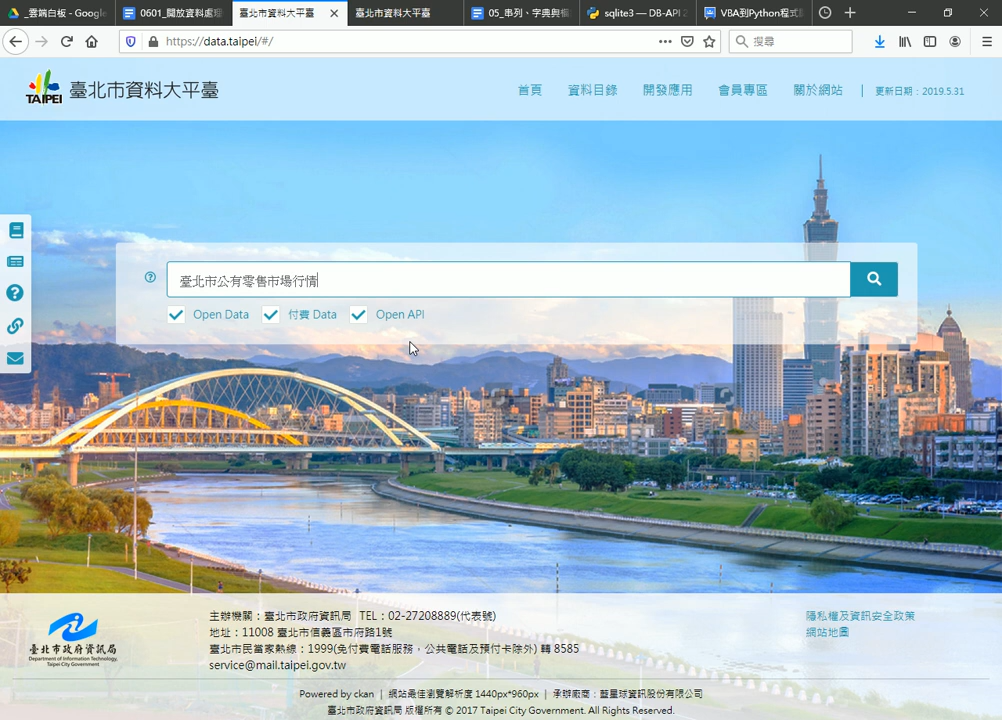 _雲端白板 - Google
0601_開放資料處理
臺北市資料大平臺
臺北市資料大平臺
05_串列、字典與
sqlite3 — DB-API 2
VBA到Python程式
https://data.taipei/#/
搜尋
TAIPEI 臺北市資料大平臺
首頁 資料目錄 開發應用 會員專區 關於網站 | 更新日期：2019.5.31
臺北市公有零售市場行情
Open Data 付費 Data Open API
臺北市政府資訊局
Department of Information Technology,
Taipei City Government
主辦機關：臺北市政府資訊局 TEL：02-27208889(代表號)
地址：11008 臺北市信義區市府路1號
臺北市民當家熱線：1999(免付費電話服務，公共電話及預付卡除外) 轉 8585
service@mail.taipei.gov.tw
隱私權及資訊安全政策
網站地圖
Powered by ckan | 網站最佳瀏覽解析度 1440px*960px | 承辦廠商：藍星球資訊股份有限公司
臺北市政府資訊局 版權所有 © 2017 Taipei City Government. All Rights Reserved.